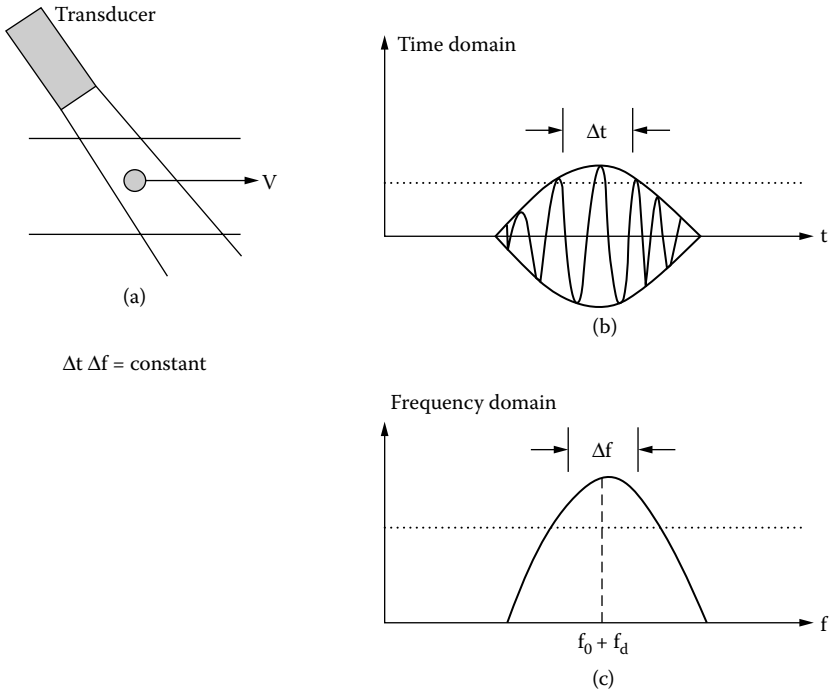 Transducer
V
(a)
Δt Δf = constant
Time domain
Δt
t
(b)
Frequency domain
Δf
f
f₀ + f_d
(c)